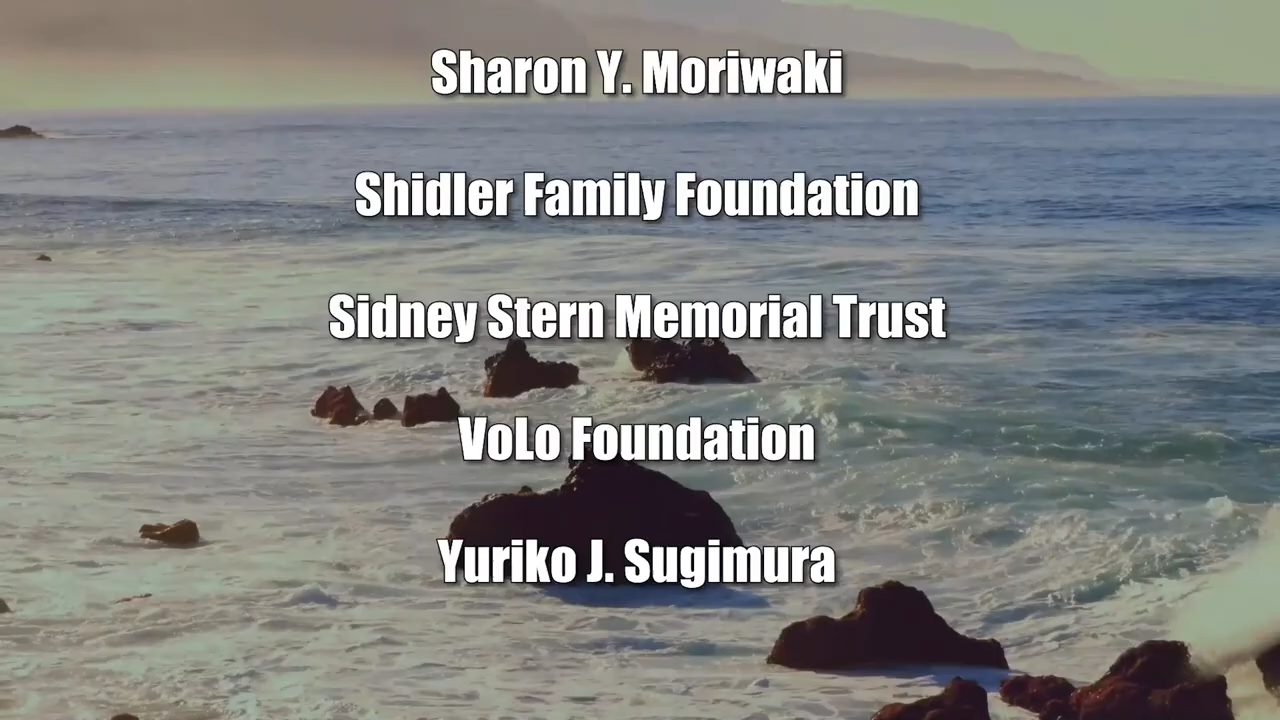 Sharon Y. Moriwaki
Shidler Family Foundation
Sidney Stern Memorial Trust
VoLo Foundation
Yuriko J. Sugimura